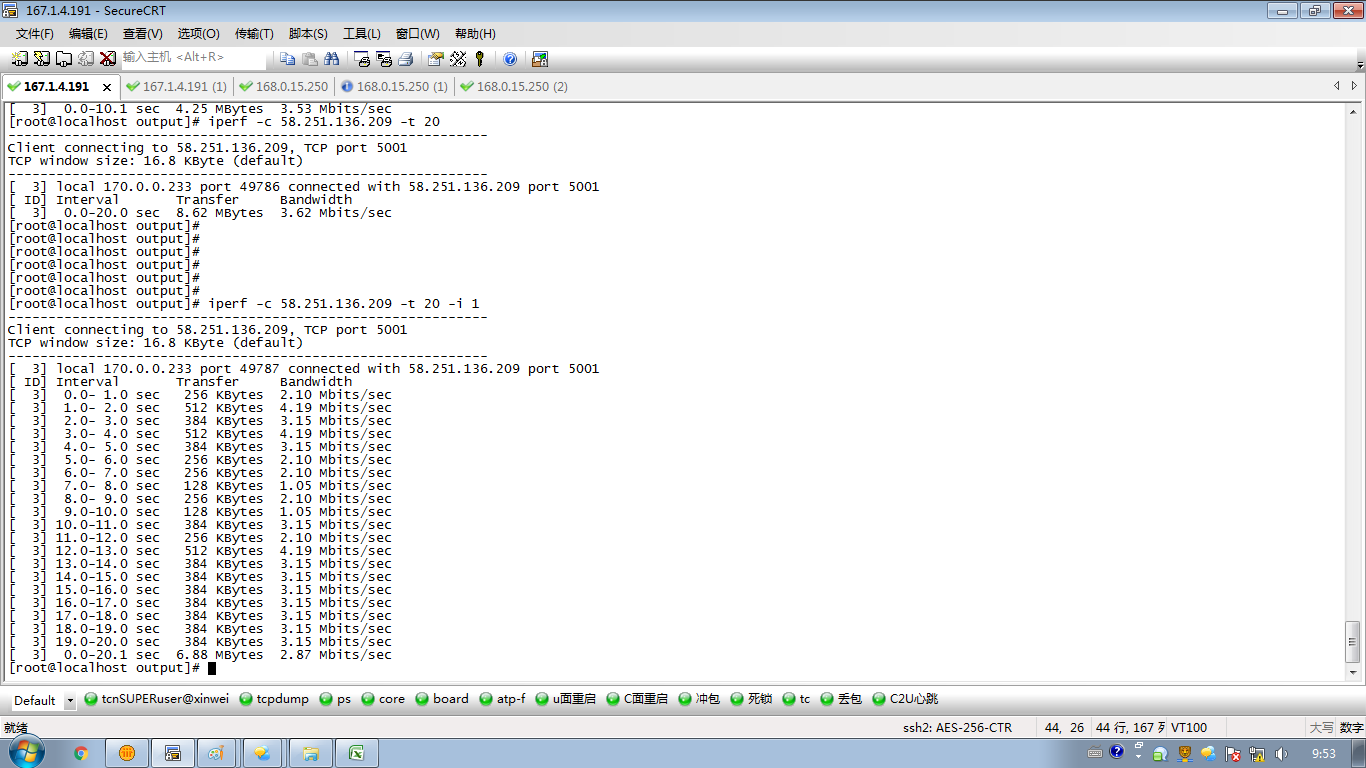 167.1.4.191 - SecureCRT
文件(F) 编辑(E) 查看(V) 选项(O) 传输(T) 脚本(S) 工具(L) 窗口(W) 帮助(H)
输入主机 <Alt+R>
167.1.4.191 167.1.4.191 (1) 168.0.15.250 168.0.15.250 (1) 168.0.15.250 (2)
[  3]  0.0-10.1 sec  4.25 MBytes  3.53 Mbits/sec
[root@localhost output]# iperf -c 58.251.136.209 -t 20
------------------------------------------------------------
Client connecting to 58.251.136.209, TCP port 5001
TCP window size: 16.8 KByte (default)
------------------------------------------------------------
[  3] local 170.0.0.233 port 49786 connected with 58.251.136.209 port 5001
[ ID] Interval       Transfer     Bandwidth
[  3]  0.0-20.0 sec  8.62 MBytes  3.62 Mbits/sec
[root@localhost output]#
[root@localhost output]#
[root@localhost output]#
[root@localhost output]#
[root@localhost output]#
[root@localhost output]#
[root@localhost output]# iperf -c 58.251.136.209 -t 20 -i 1
------------------------------------------------------------
Client connecting to 58.251.136.209, TCP port 5001
TCP window size: 16.8 KByte (default)
------------------------------------------------------------
[  3] local 170.0.0.233 port 49787 connected with 58.251.136.209 port 5001
[ ID] Interval       Transfer     Bandwidth
[  3]  0.0- 1.0 sec   256 KBytes  2.10 Mbits/sec
[  3]  1.0- 2.0 sec   512 KBytes  4.19 Mbits/sec
[  3]  2.0- 3.0 sec   384 KBytes  3.15 Mbits/sec
[  3]  3.0- 4.0 sec   512 KBytes  4.19 Mbits/sec
[  3]  4.0- 5.0 sec   384 KBytes  3.15 Mbits/sec
[  3]  5.0- 6.0 sec   256 KBytes  2.10 Mbits/sec
[  3]  6.0- 7.0 sec   256 KBytes  2.10 Mbits/sec
[  3]  7.0- 8.0 sec   128 KBytes  1.05 Mbits/sec
[  3]  8.0- 9.0 sec   256 KBytes  2.10 Mbits/sec
[  3]  9.0-10.0 sec   128 KBytes  1.05 Mbits/sec
[  3] 10.0-11.0 sec   384 KBytes  3.15 Mbits/sec
[  3] 11.0-12.0 sec   256 KBytes  2.10 Mbits/sec
[  3] 12.0-13.0 sec   512 KBytes  4.19 Mbits/sec
[  3] 13.0-14.0 sec   384 KBytes  3.15 Mbits/sec
[  3] 14.0-15.0 sec   384 KBytes  3.15 Mbits/sec
[  3] 15.0-16.0 sec   384 KBytes  3.15 Mbits/sec
[  3] 16.0-17.0 sec   384 KBytes  3.15 Mbits/sec
[  3] 17.0-18.0 sec   384 KBytes  3.15 Mbits/sec
[  3] 18.0-19.0 sec   384 KBytes  3.15 Mbits/sec
[  3] 19.0-20.0 sec   384 KBytes  3.15 Mbits/sec
[  3]  0.0-20.1 sec  6.88 MBytes  2.87 Mbits/sec
[root@localhost output]#
Default tcnSUPERuser@xinwei tcpdump ps core board atp-f u面重启 C面重启 冲包 死锁 tc 丢包 C2U心跳
就绪 ssh2: AES-256-CTR 44, 26 44 行, 167 列 VT100 大写 数字
9:53